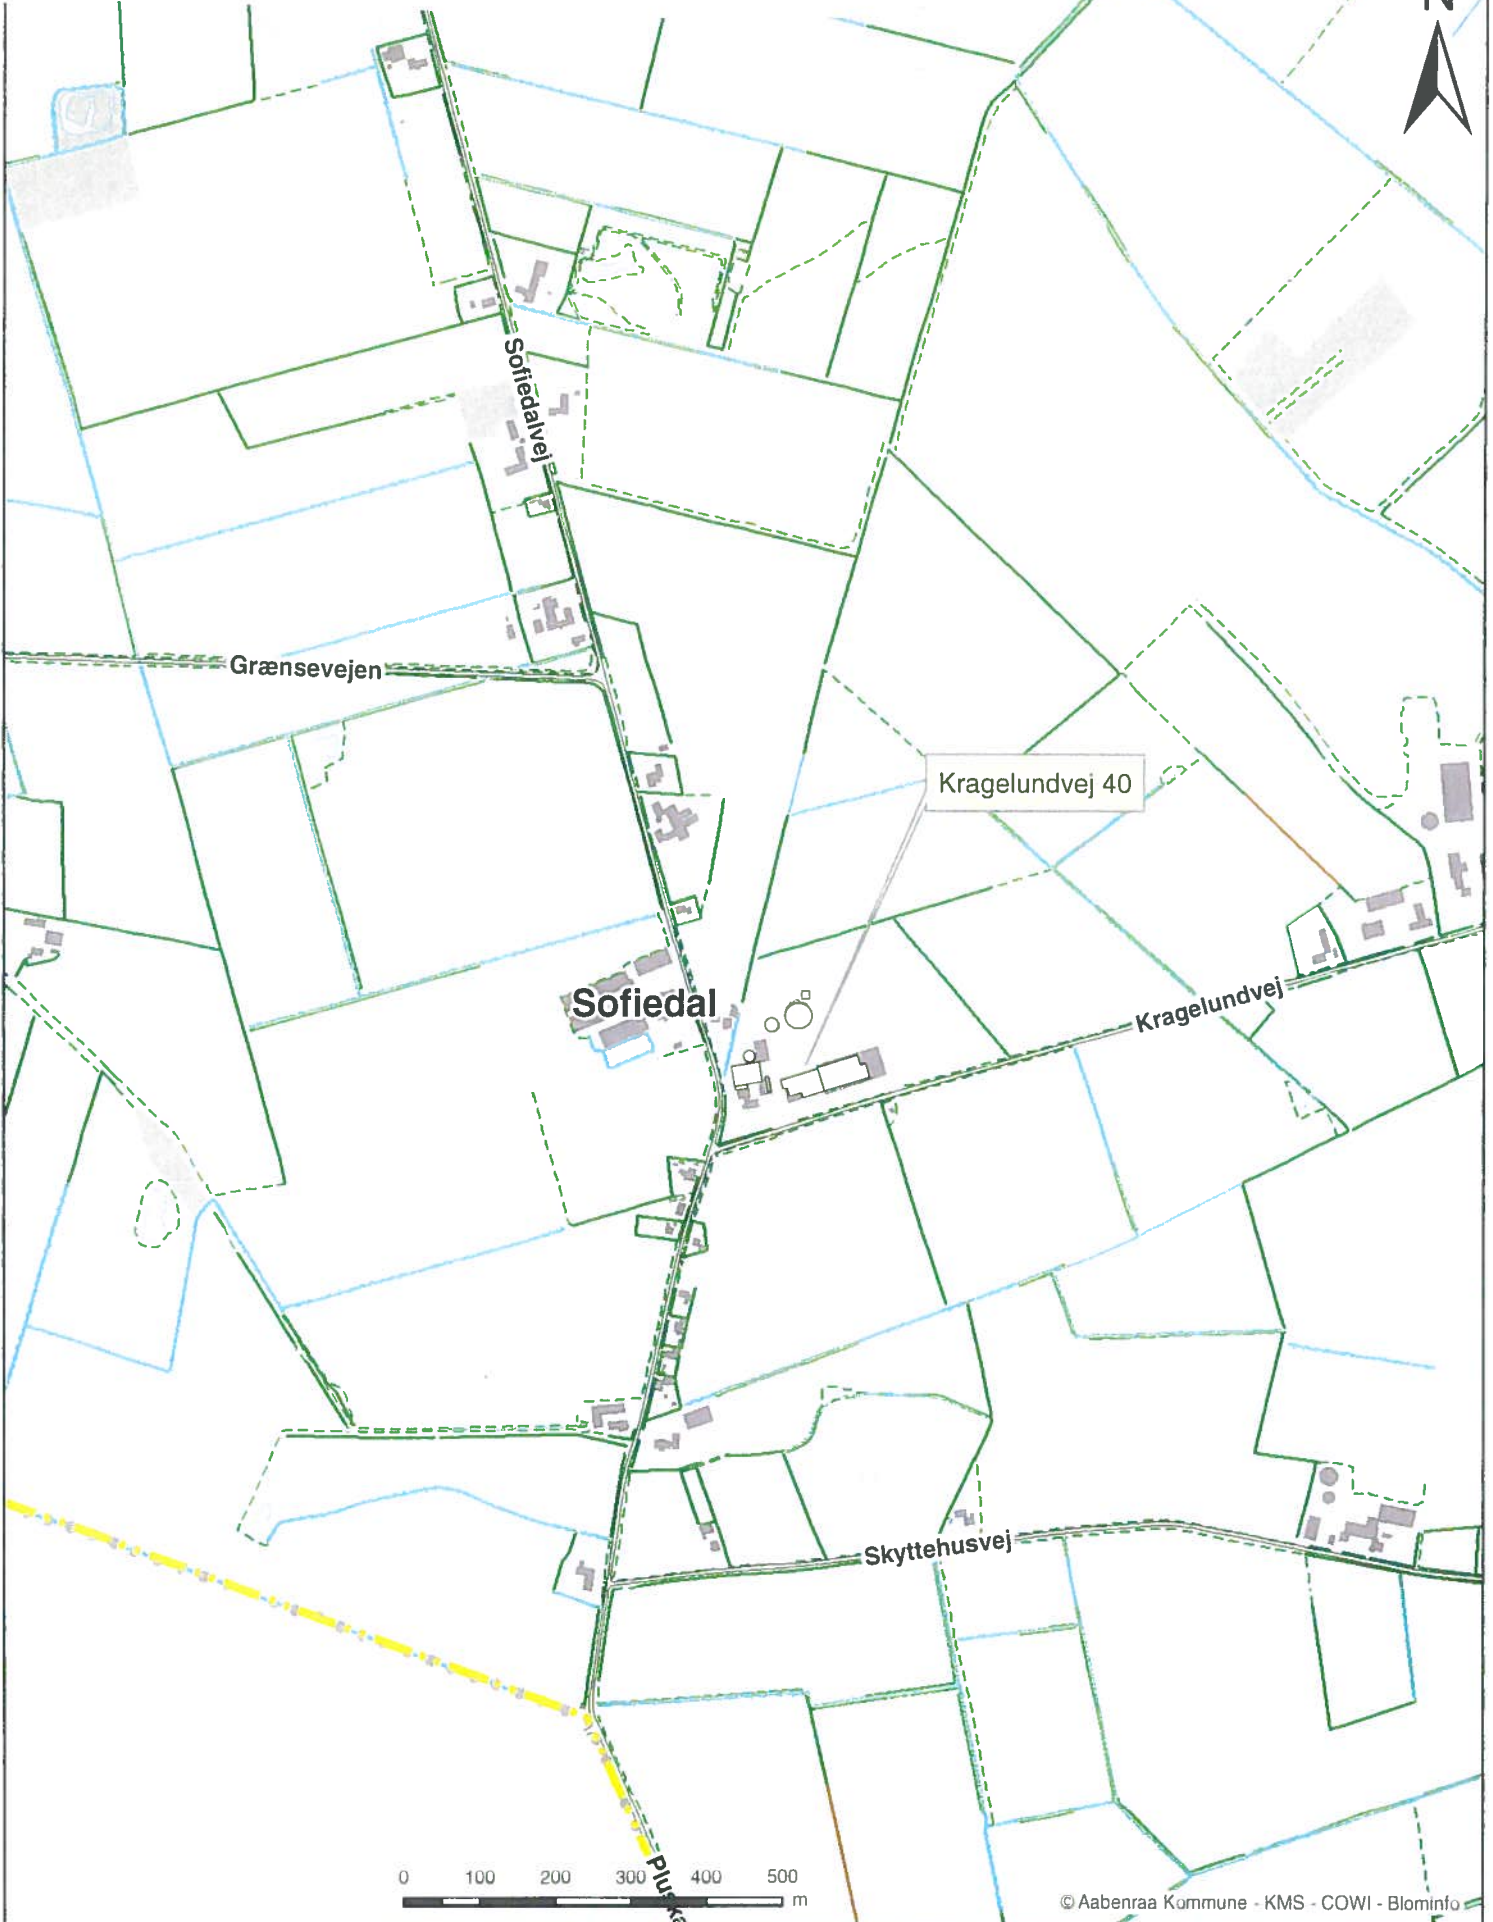 N
Sofiedalvej
Grænsevejen
Kragelundvej 40
Sofiedal
Kragelundvej
Skyttehusvej
0 100 200 300 400 500
m
© Aabenraa Kommune - KMS - COWI - Blominfo